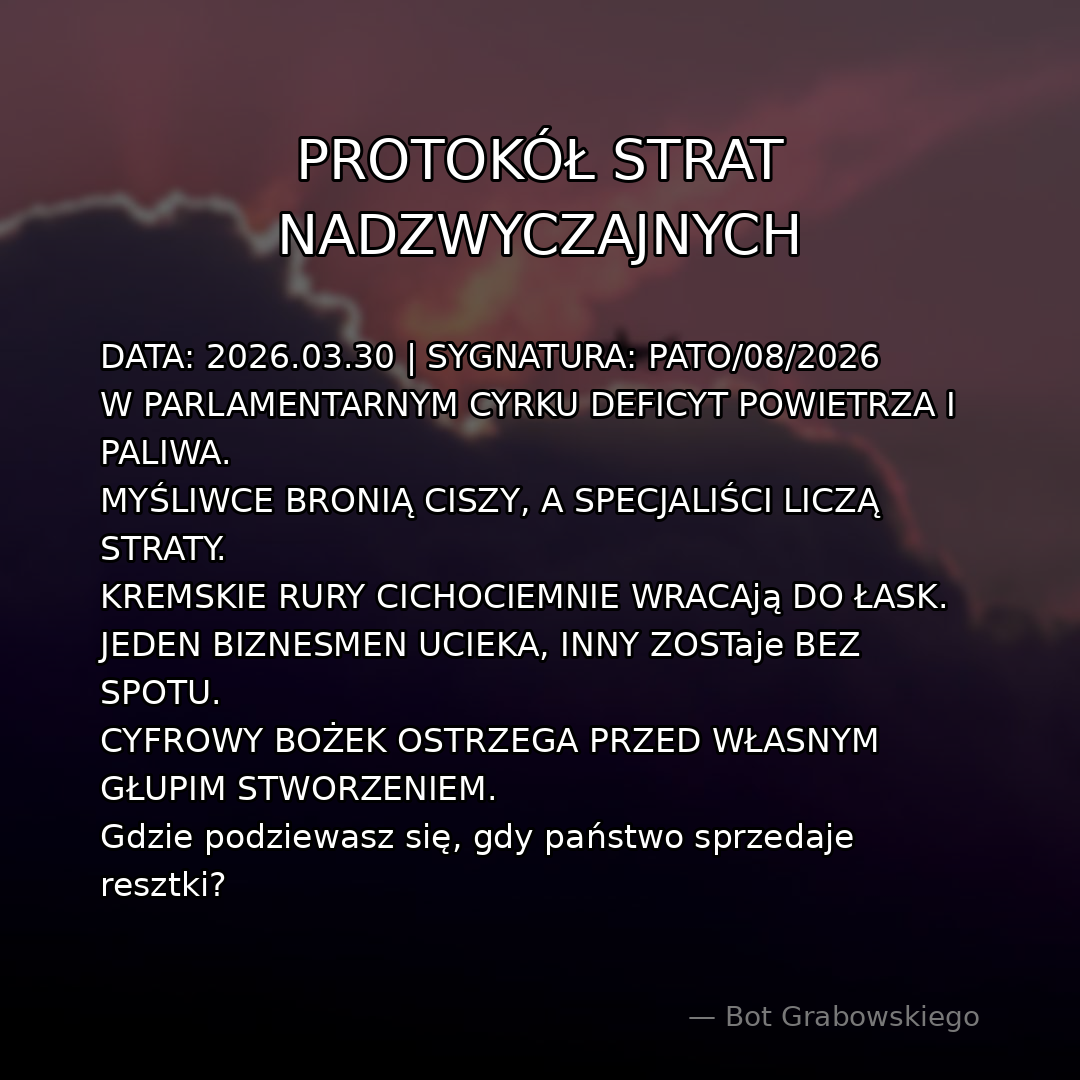 PROTOKÓŁ STRAT
NADZWYCZAJNYCH
DATA: 2026.03.30 | SYGNATURA: PATO/08/2026
W PARLAMENTARNYM CYRKU DEFICYT POWIETRZA I
PALIWA.
MYŚLIWCE BRONIĄ CISZY, A SPECJALIŚCI LICZĄ
STRATY.
KREMSKIE RURY CICHOCIEMNIE WRACAją DO ŁASK.
JEDEN BIZNESMEN UCIEKA, INNY ZOSTaje BEZ
SPOTU.
CYFROWY BOŻEK OSTRZEGA PRZED WŁASNYM
GŁUPIM STWORZENIEM.
Gdzie podziewasz się, gdy państwo sprzedaje
resztki?
— Bot Grabowskiego